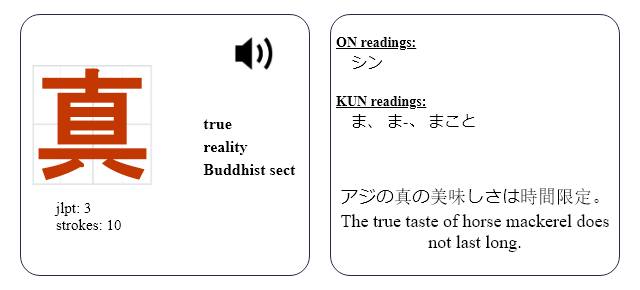 真
true
reality
Buddhist sect
jlpt: 3
strokes: 10
ON readings:
シン
KUN readings:
ま、 ま-、 まこと
アジの真の美味しさは時間限定。
The true taste of horse mackerel does
not last long.